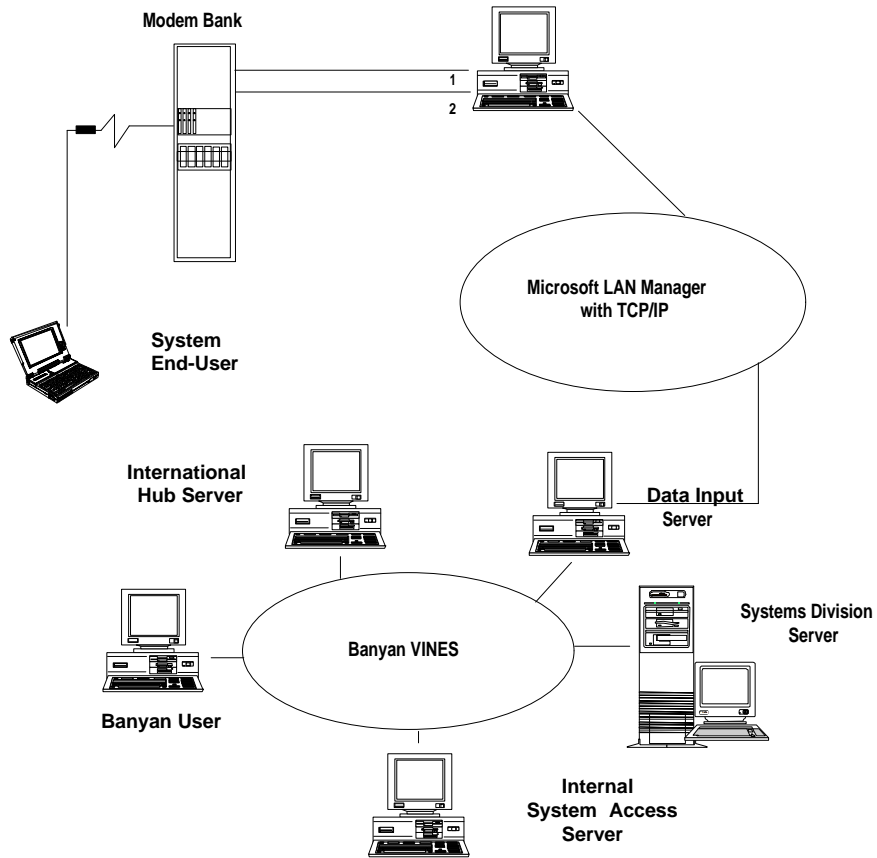 Modem Bank
1
2
Microsoft LAN Manager
with TCP/IP
System
End-User
International
Hub Server
Data Input
Server
Systems Division
Server
Banyan VINES
Banyan User
Internal
System Access
Server